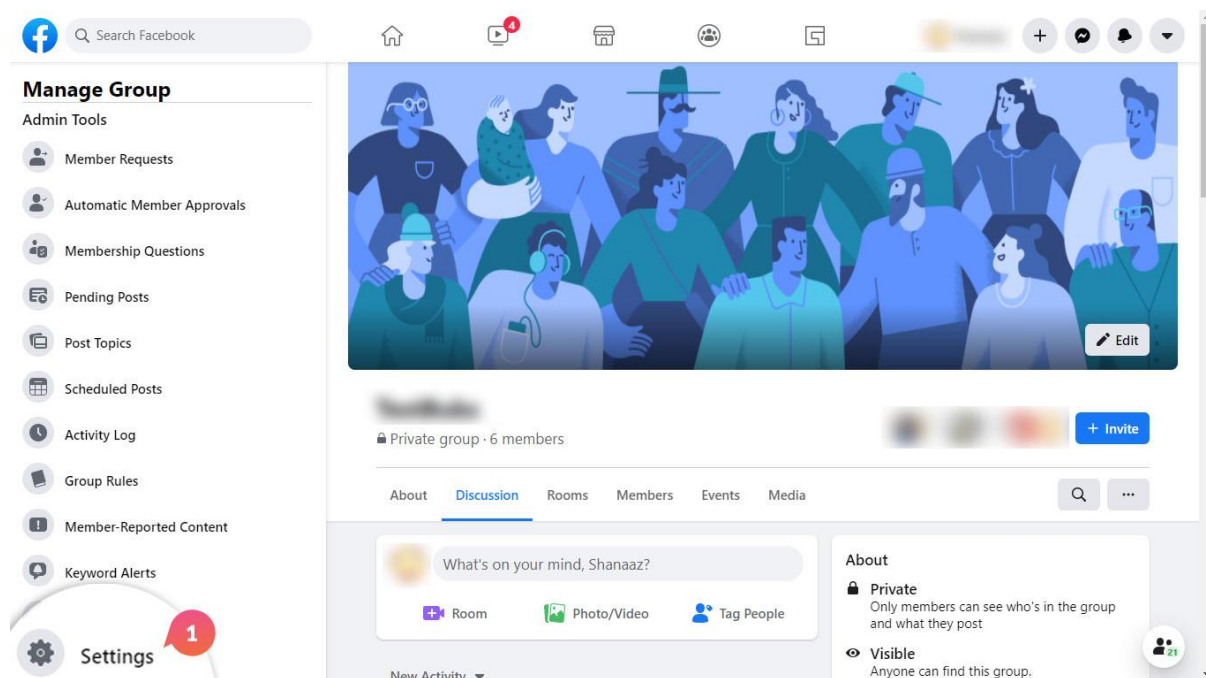 Search Facebook
4
Manage Group
Admin Tools
Member Requests
Automatic Member Approvals
Membership Questions
Pending Posts
Post Topics
Scheduled Posts
Activity Log
Group Rules
Member-Reported Content
Keyword Alerts
Settings
1
Edit
Private group · 6 members
+ Invite
About Discussion Rooms Members Events Media
What's on your mind, Shanaaz?
Room Photo/Video Tag People
New Activity
About
Private
Only members can see who's in the group
and what they post
Visible
Anyone can find this group.
21